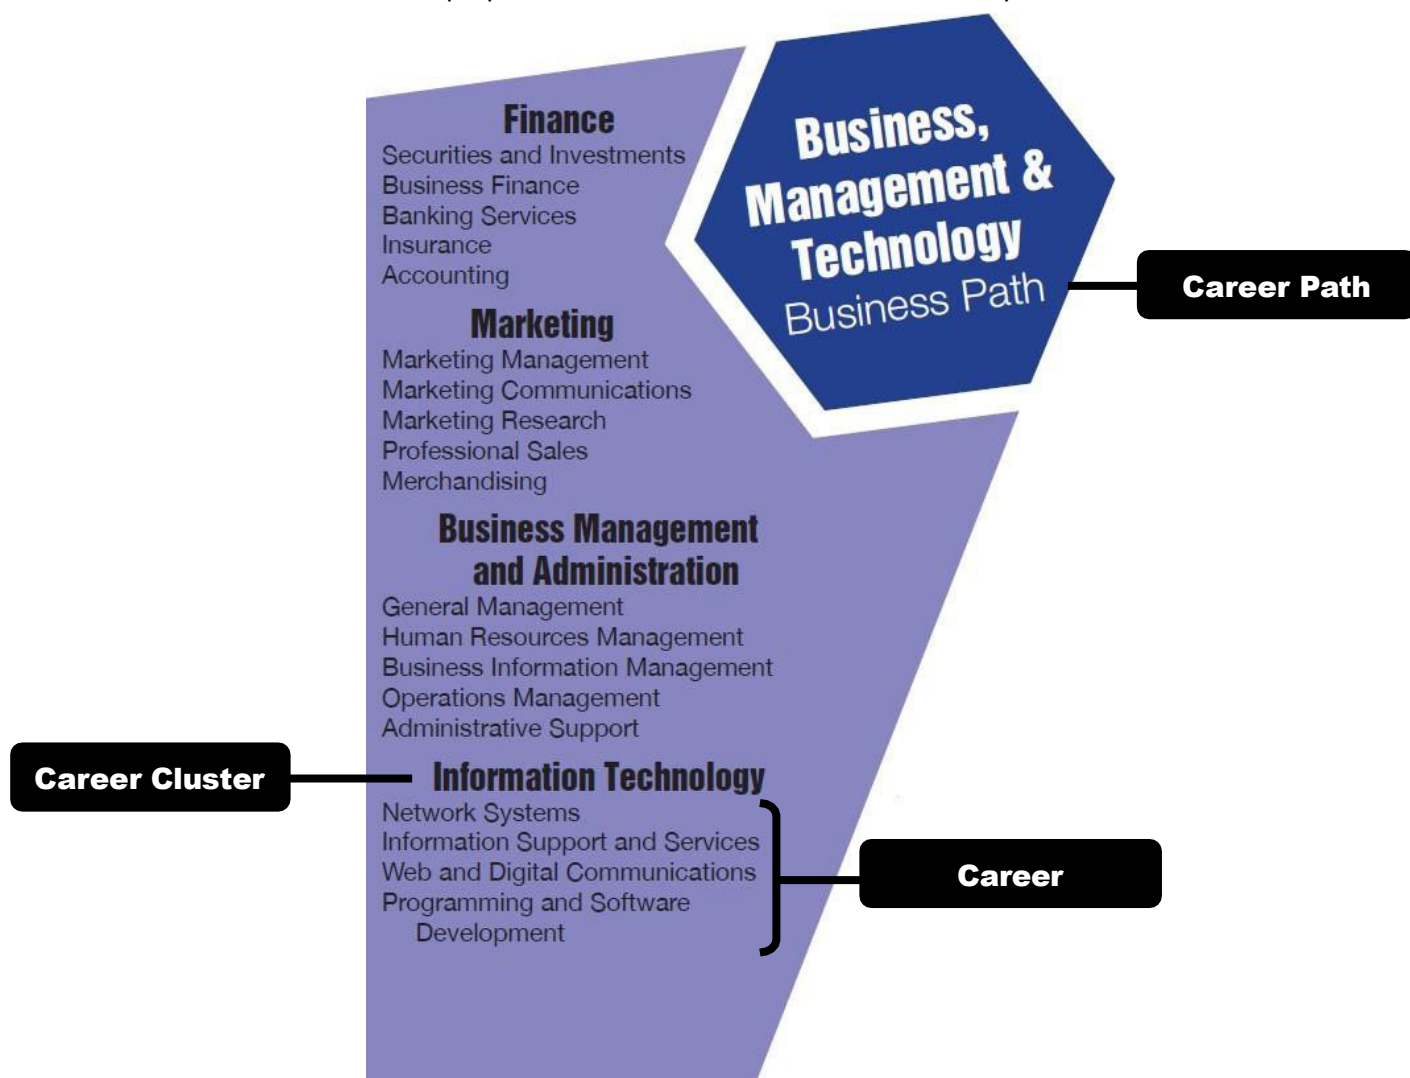 Finance
Securities and Investments
Business Finance
Banking Services
Insurance
Accounting
Marketing
Marketing Management
Marketing Communications
Marketing Research
Professional Sales
Merchandising
Business Management
and Administration
General Management
Human Resources Management
Business Information Management
Operations Management
Administrative Support
Information Technology
Network Systems
Information Support and Services
Web and Digital Communications
Programming and Software
Development
Business,
Management &
Technology
Business Path
Career Path
Career Cluster
Career